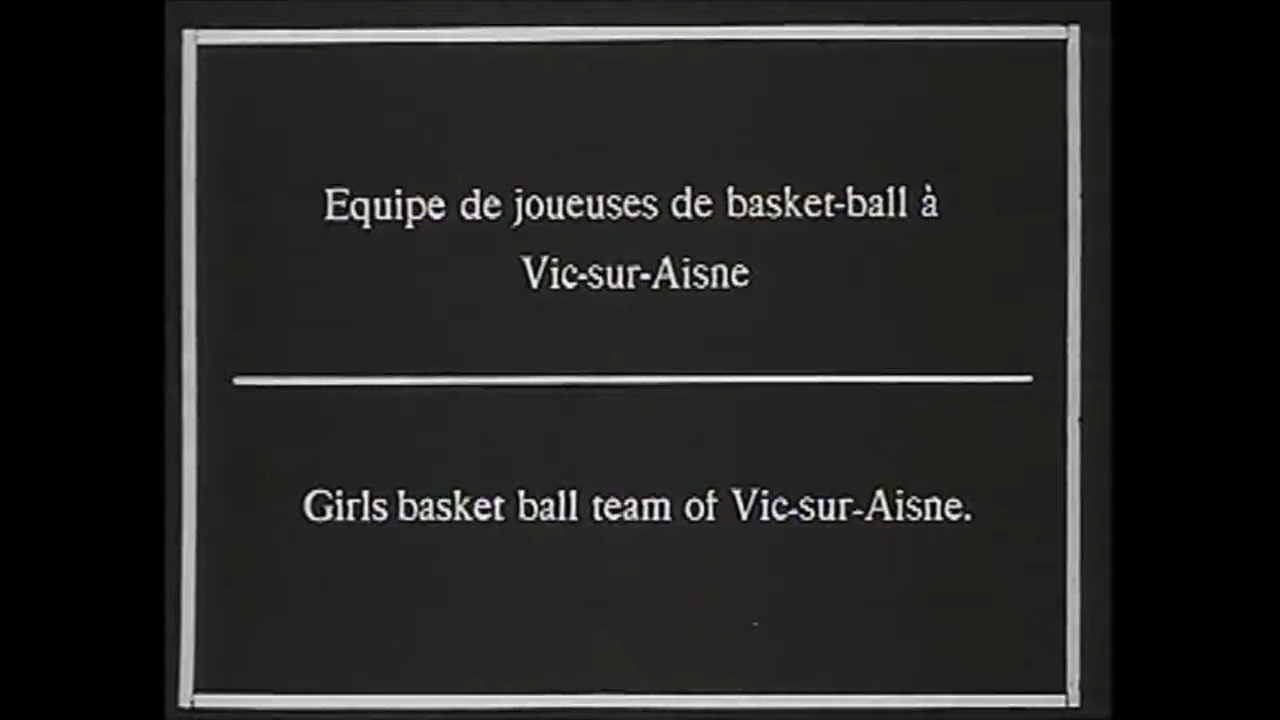 Equipe de joueuses de basket-ball à
Vic-sur-Aisne
Girls basket ball team of Vic-sur-Aisne.